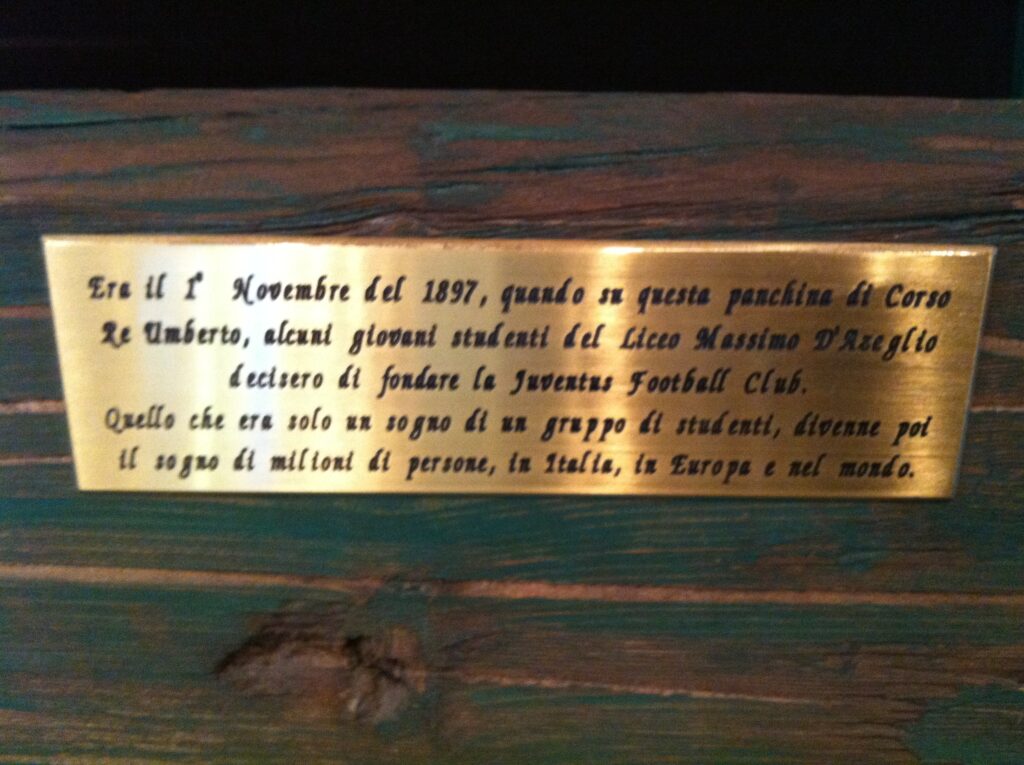 Era il 1° Novembre del 1897, quando su questa panchina di Corso
Re Umberto, alcuni giovani studenti del Liceo Massimo D'Azeglio
decisero di fondare la Juventus Football Club.
Quello che era solo un sogno di un gruppo di studenti, divenne poi
il sogno di milioni di persone, in Italia, in Europa e nel mondo.